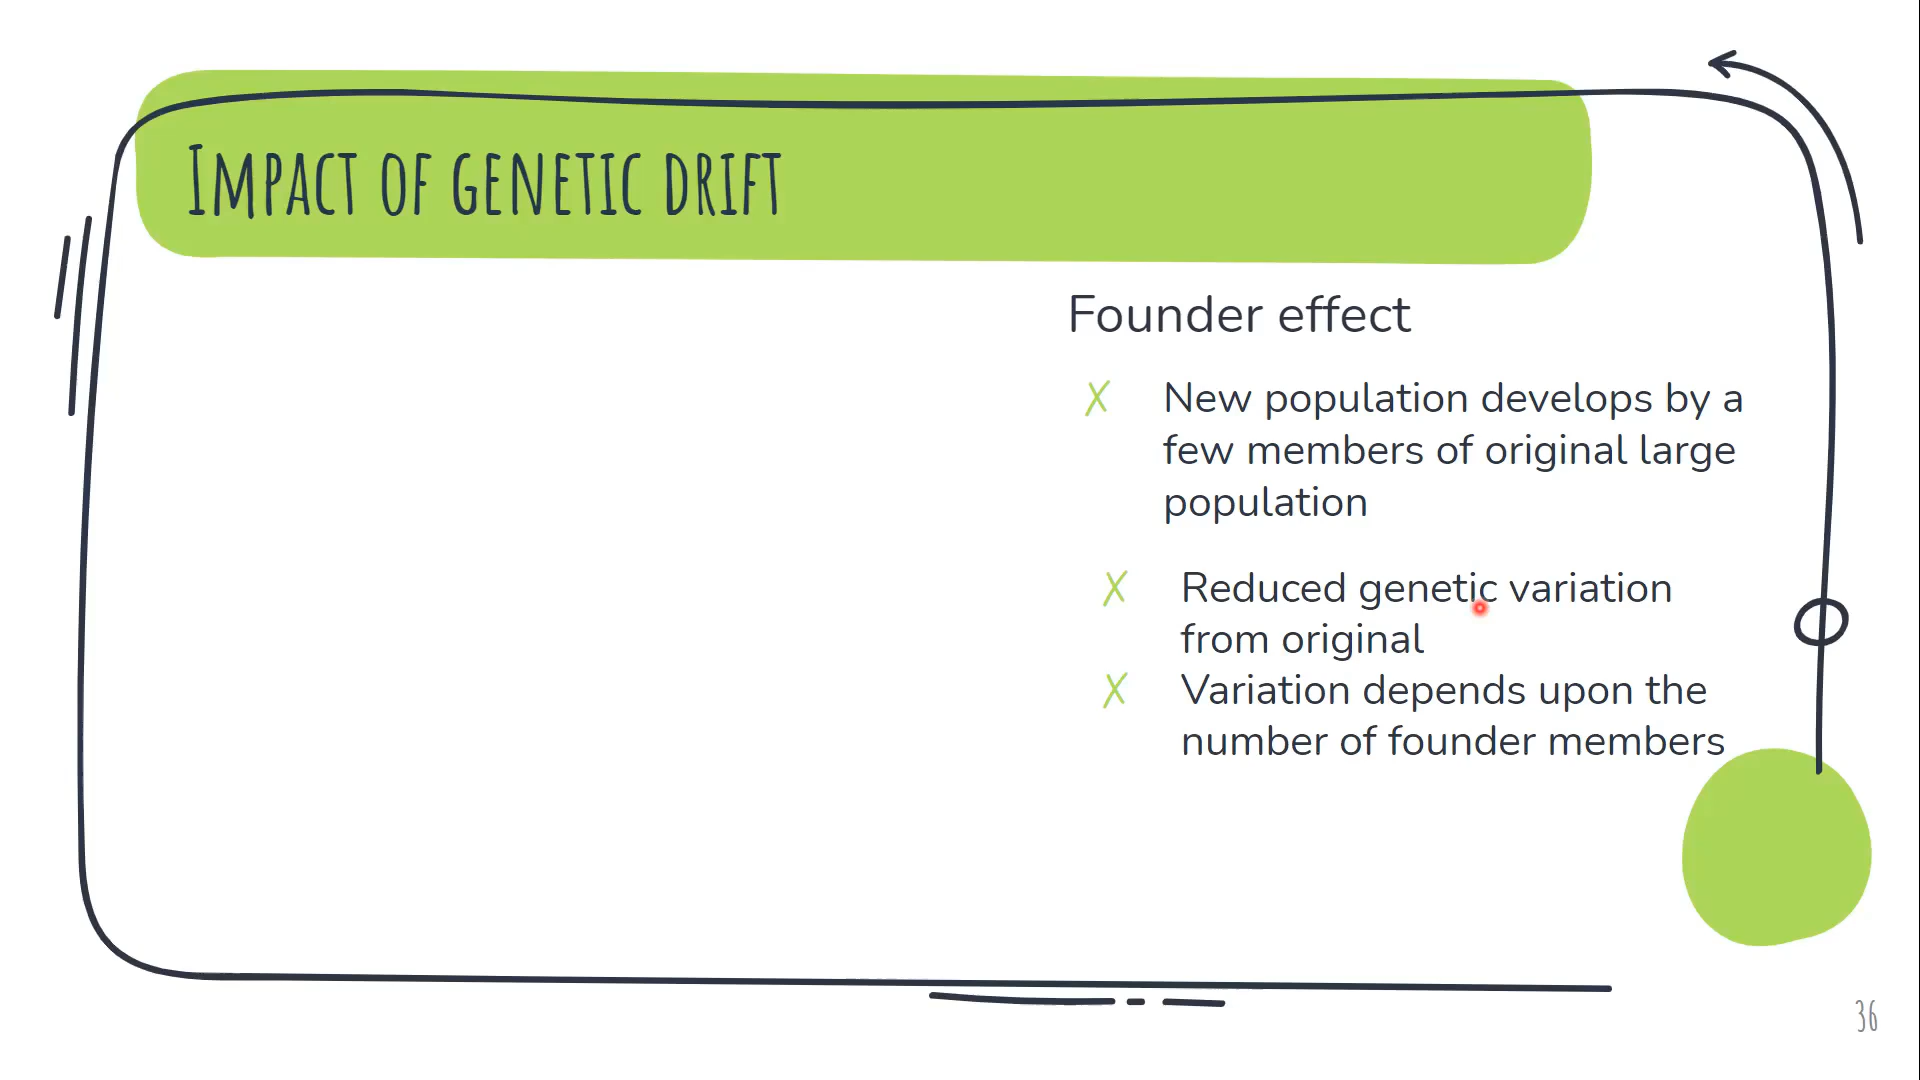 Impact of genetic drift
Founder effect
✗ New population develops by a
few members of original large
population
✗ Reduced genetic variation
from original
✗ Variation depends upon the
number of founder members
36